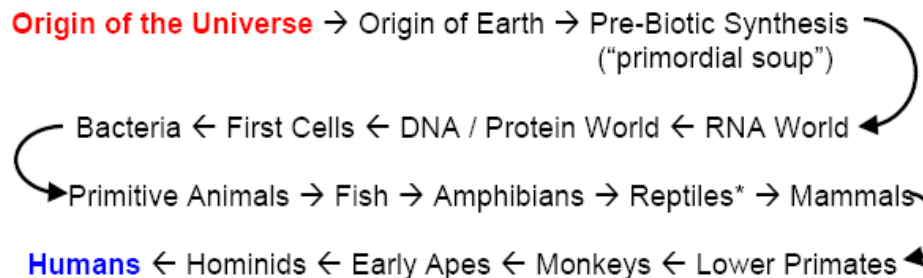 Origin of the Universe → Origin of Earth → Pre-Biotic Synthesis
("primordial soup")
Bacteria ← First Cells ← DNA / Protein World ← RNA World
Primitive Animals → Fish → Amphibians → Reptiles* → Mammals
Humans ← Hominids ← Early Apes ← Monkeys ← Lower Primates